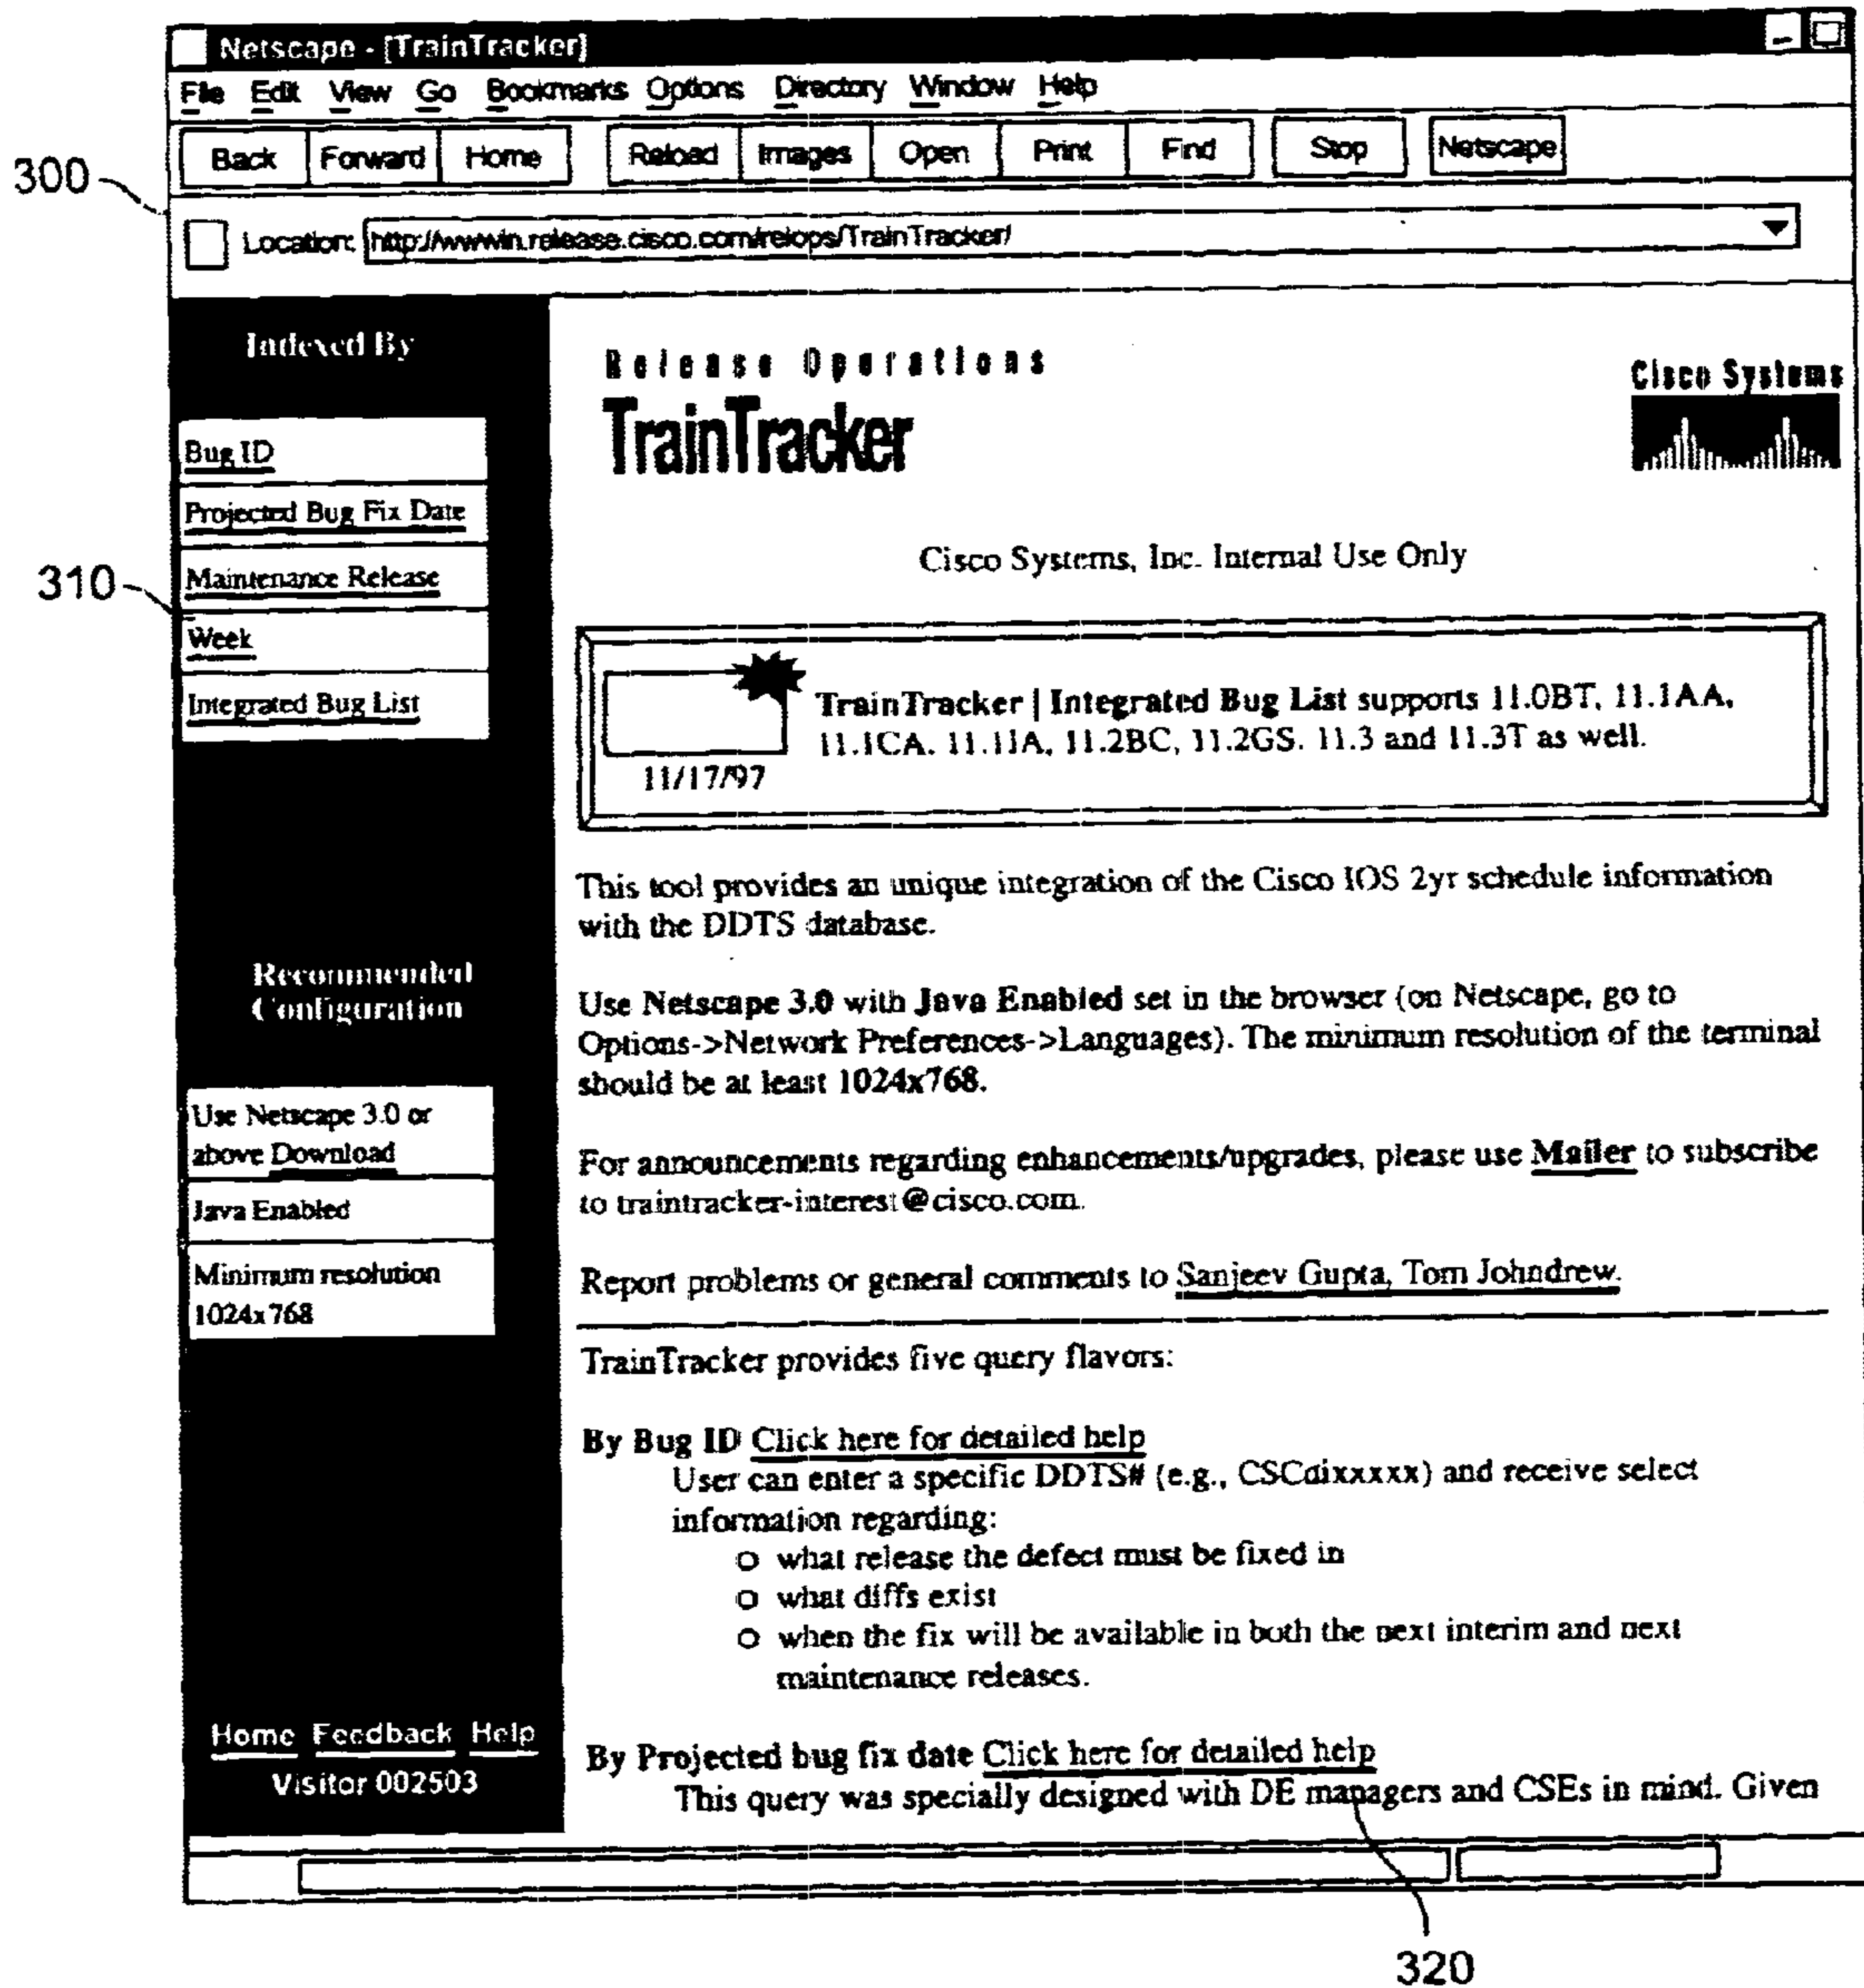 Netscape - [TrainTracker]
File Edit View Go Bookmarks Options Directory Window Help
Back Forward Home Reload Images Open Print Find Stop Netscape
300
Location: http://wwwin.release.cisco.com/relops/TrainTracker/
Indexed By
Bug ID
Projected Bug Fix Date
Maintenance Release
310
Week
Integrated Bug List
Recommended
Configuration
Use Netscape 3.0 or
above Download
Java Enabled
Minimum resolution
1024x768
Home Feedback Help
Visitor 002503
Release Operations
TrainTracker
Cisco Systems
Cisco Systems, Inc. Internal Use Only
TrainTracker | Integrated Bug List supports 11.0BT, 11.1AA,
11.1CA. 11.1IA, 11.2BC, 11.2GS. 11.3 and 11.3T as well.
11/17/97
This tool provides an unique integration of the Cisco IOS 2yr schedule information
with the DDTS database.
Use Netscape 3.0 with Java Enabled set in the browser (on Netscape, go to
Options->Network Preferences->Languages). The minimum resolution of the terminal
should be at least 1024x768.
For announcements regarding enhancements/upgrades, please use Mailer to subscribe
to traintracker-interest@cisco.com.
Report problems or general comments to Sanjeev Gupta, Tom Johndrew.
TrainTracker provides five query flavors:
By Bug ID Click here for detailed help
User can enter a specific DDTS# (e.g., CSCdixxxxx) and receive select
information regarding:
o what release the defect must be fixed in
o what diffs exist
o when the fix will be available in both the next interim and next
maintenance releases.
By Projected bug fix date Click here for detailed help
This query was specially designed with DE managers and CSEs in mind. Given
320